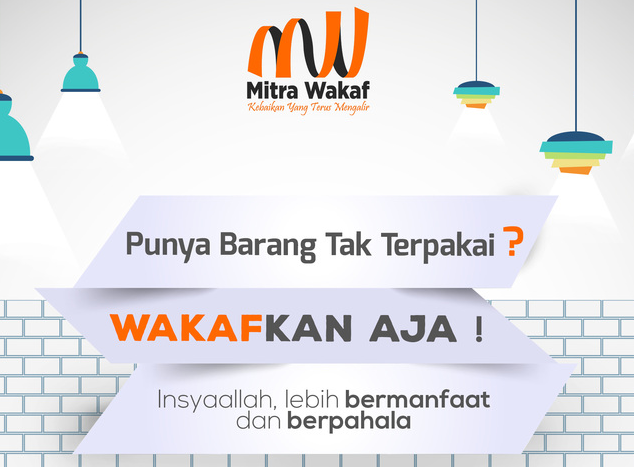 Mitra Wakaf
Kebaikan Yang Terus Mengalir
Punya Barang Tak Terpakai ?
WAKAFKAN AJA !
Insyaallah, lebih bermanfaat
dan berpahala